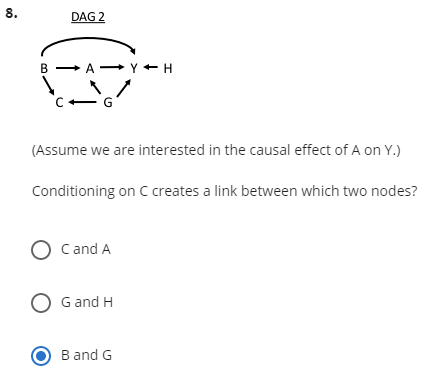 8.
DAG 2
B A Y H
C G
(Assume we are interested in the causal effect of A on Y.)
Conditioning on C creates a link between which two nodes?
C and A
G and H
B and G